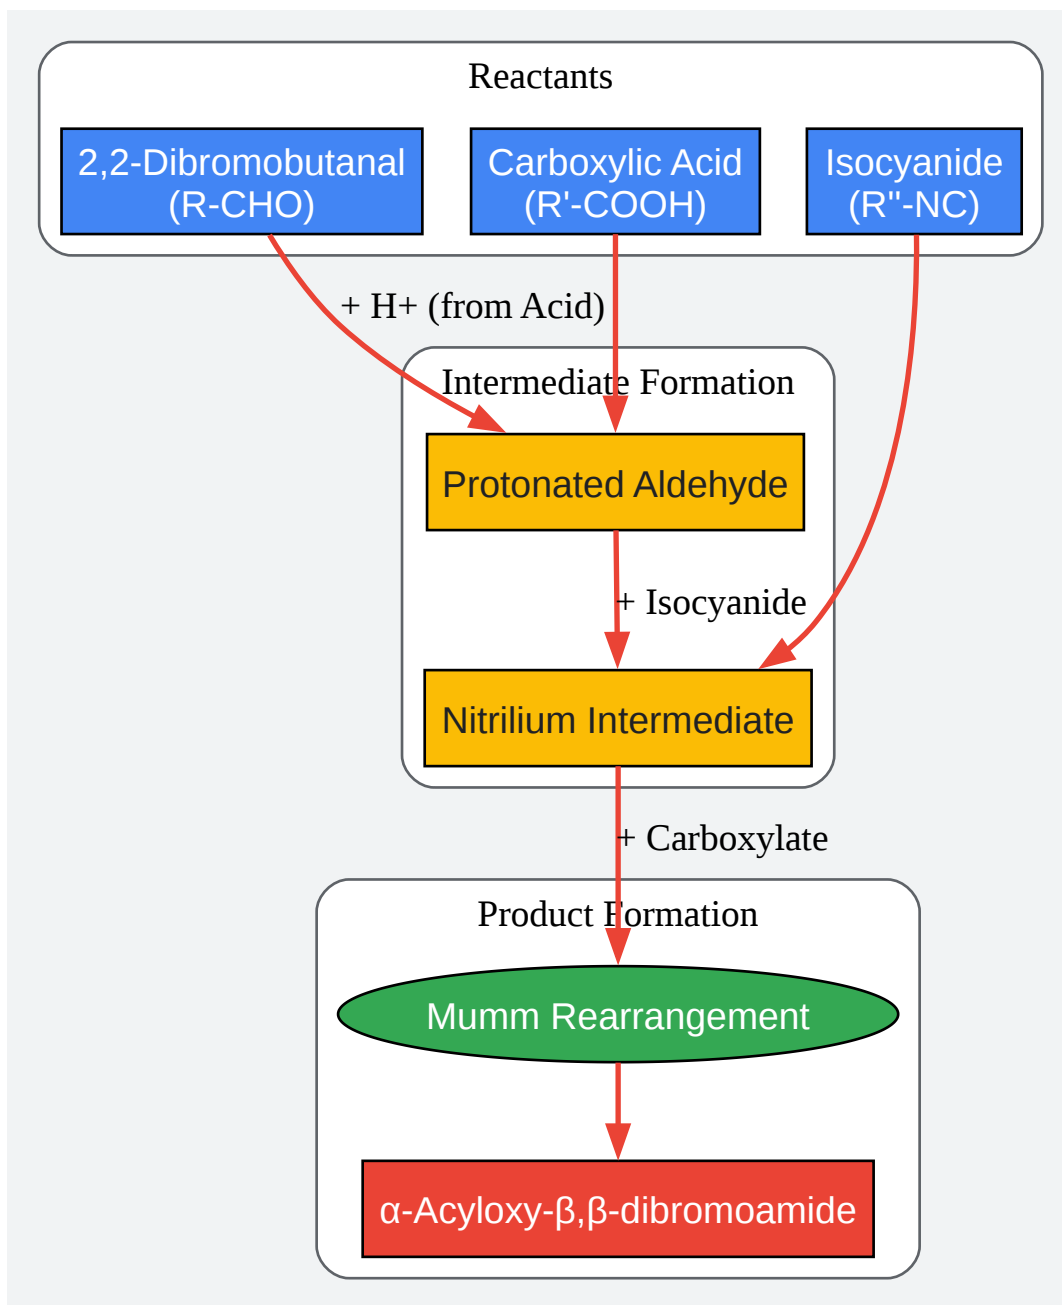 Reactants
2,2-Dibromobutanal
(R-CHO)
Carboxylic Acid
(R'-COOH)
Isocyanide
(R''-NC)
+ H+ (from Acid)
Intermediate Formation
Protonated Aldehyde
+ Isocyanide
Nitrilium Intermediate
+ Carboxylate
Product Formation
Mumm Rearrangement
α-Acyloxy-β,β-dibromoamide